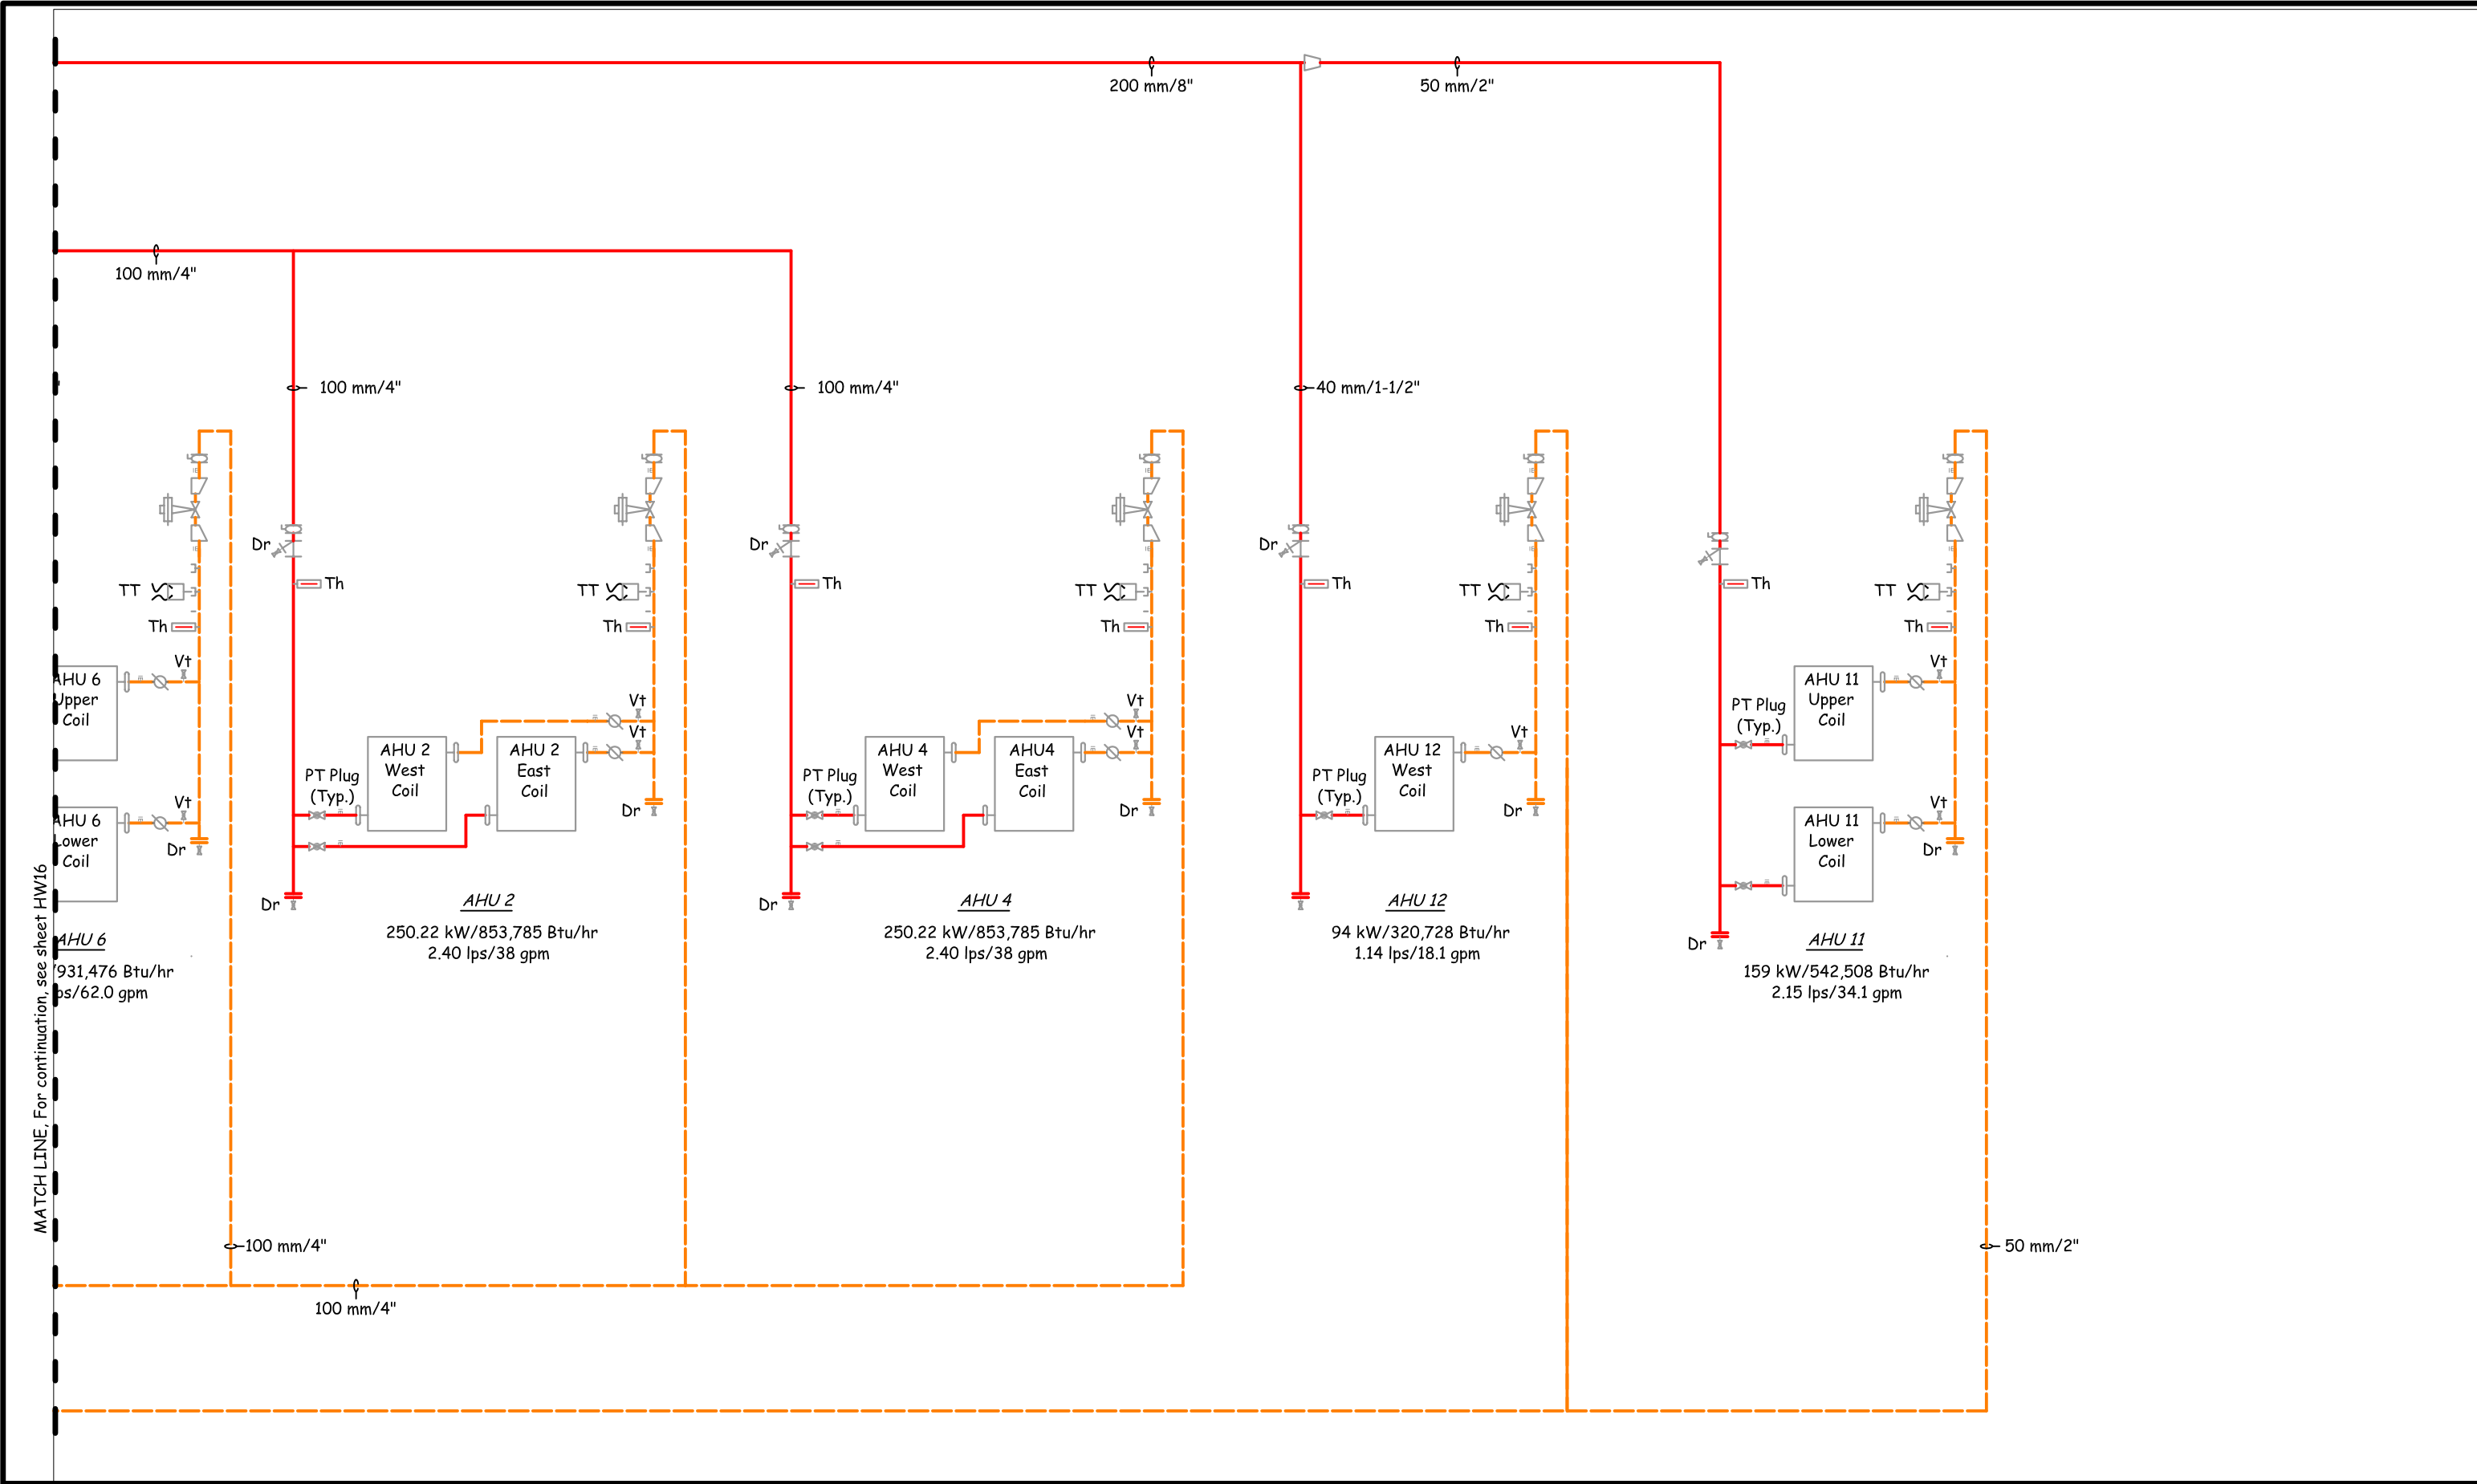 200 mm/8"
50 mm/2"
100 mm/4"
100 mm/4"
100 mm/4"
40 mm/1-1/2"
Dr
Dr
Dr
Th
Th
Th
Th
TT
TT
TT
TT
TT
Th
Th
Th
Th
Th
Vt
AHU 6
Upper
Coil
Vt
AHU 6
Lower
Coil
Dr
AHU 6
/931,476 Btu/hr
ps/62.0 gpm
PT Plug
(Typ.)
AHU 2
West
Coil
AHU 2
East
Coil
Vt
Vt
Dr
Dr
AHU 2
250.22 kW/853,785 Btu/hr
2.40 lps/38 gpm
PT Plug
(Typ.)
AHU 4
West
Coil
AHU4
East
Coil
Vt
Vt
Dr
Dr
AHU 4
250.22 kW/853,785 Btu/hr
2.40 lps/38 gpm
PT Plug
(Typ.)
AHU 12
West
Coil
Vt
Dr
AHU 12
94 kW/320,728 Btu/hr
1.14 lps/18.1 gpm
PT Plug
(Typ.)
AHU 11
Upper
Coil
Vt
AHU 11
Lower
Coil
Vt
Dr
Dr
AHU 11
159 kW/542,508 Btu/hr
2.15 lps/34.1 gpm
MATCH LINE, For continuation, see sheet HW16
100 mm/4"
50 mm/2"
100 mm/4"